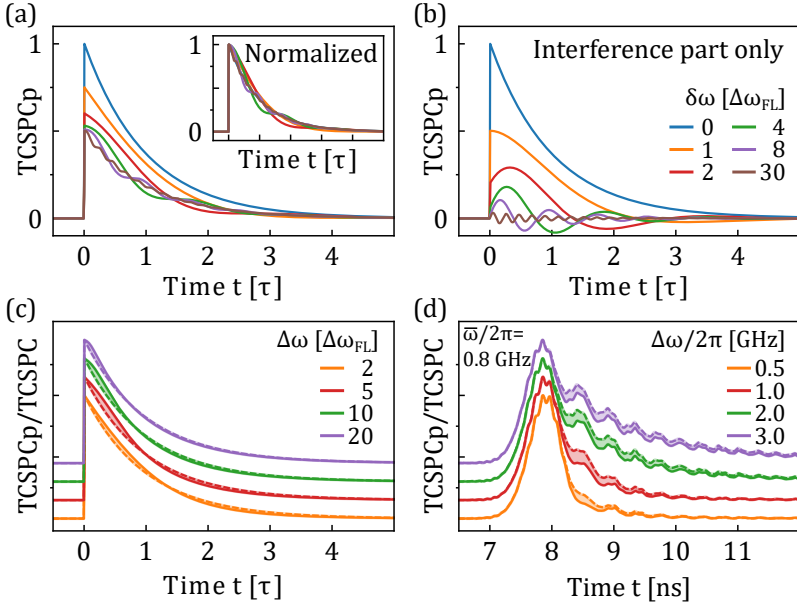 (a)
1
0
TCSPCp
Normalized
1
0
Time t [τ]
0 1 2 3 4
Time t [τ]
(b)
1
0
TCSPCp
Interference part only
δω [Δω_FL]
0 4
1 8
2 30
0 1 2 3 4
Time t [τ]
(c)
TCSPCp/TCSPC
Δω [Δω_FL]
2
5
10
20
0 1 2 3 4
Time t [τ]
(d)
TCSPCp/TCSPC
ω̅/2π=
0.8 GHz
Δω/2π [GHz]
0.5
1.0
2.0
3.0
7 8 9 10 11
Time t [ns]